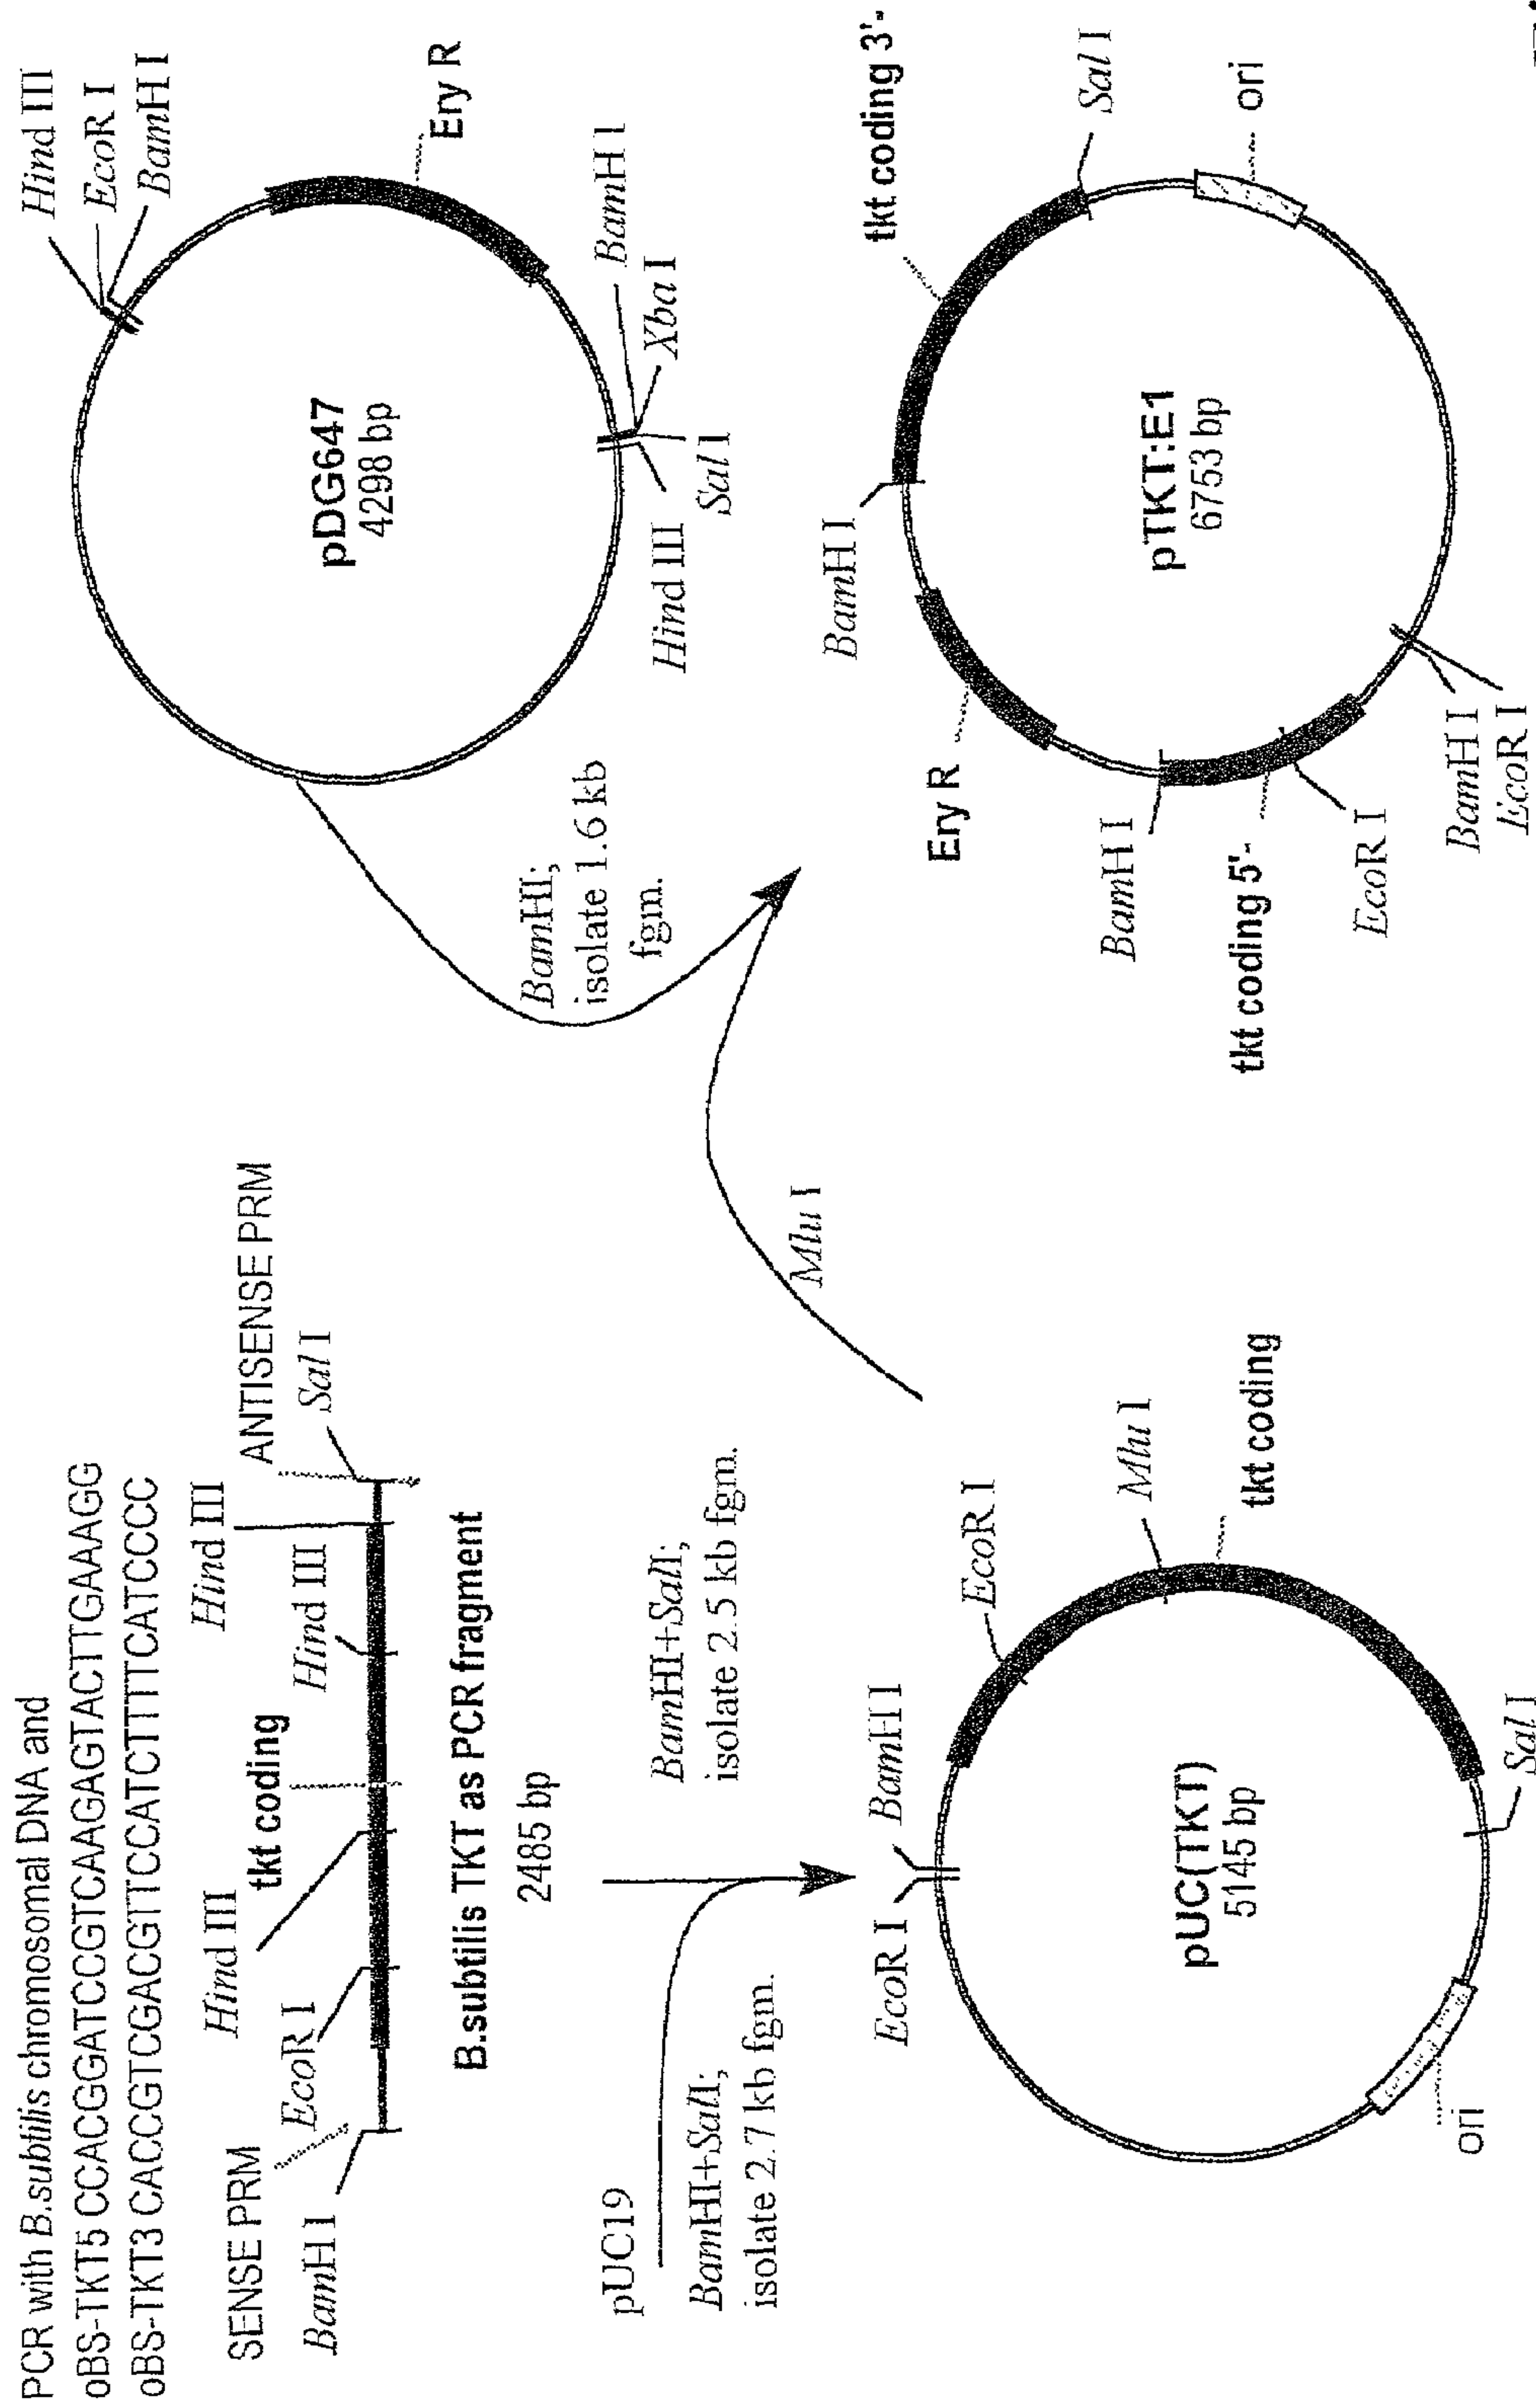 PCR with B.subtilis chromosomal DNA and
oBS-TKT5 CCACGGATCCGTCAAGAGTACTTGAAAGG
oBS-TKT3 CACCGTCGACGTTCCATCTTTTCATCCCC
SENSE PRM
BamH I
EcoR I
Hind III
tkt coding
Hind III
Hind III
ANTISENSE PRM
Sal I
B.subtilis TKT as PCR fragment
2485 bp
pUC19
BamHI+SalI;
isolate 2.7 kb fgm.
BamHI+SalI;
isolate 2.5 kb fgm.
EcoR I
BamH I
EcoR I
Mlu I
tkt coding
pUC(TKT)
5145 bp
ori
Sal I
Mlu I
BamHI;
isolate 1.6 kb
fgm.
Hind III
EcoR I
BamH I
Ery R
pDG647
4298 bp
BamH I
Xba I
Hind III
Sal I
tkt coding 3'-
Sal I
BamH I
ori
pTKT:E1
6753 bp
Ery R
BamH I
tkt coding 5'-
EcoR I
BamH I
EcoR I